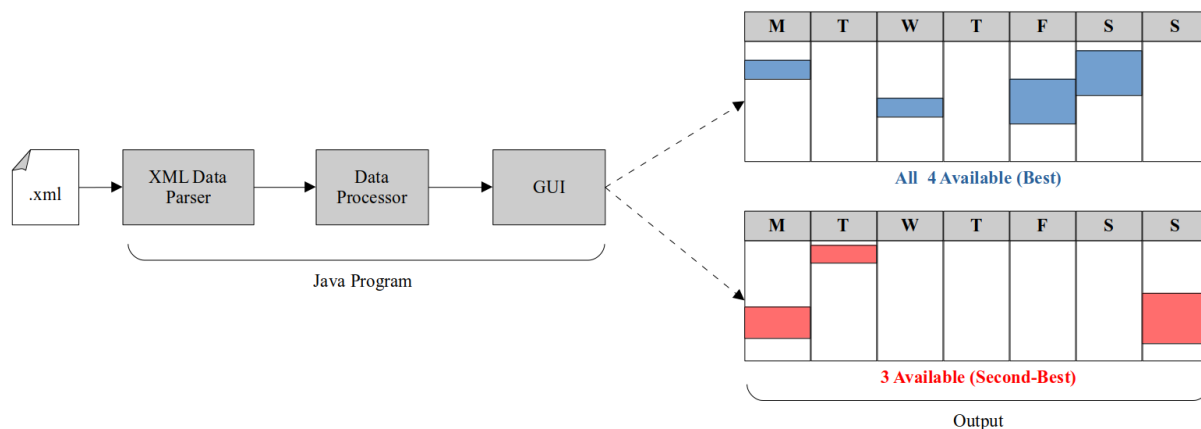 M T W T F S S
All 4 Available (Best)
.xml
XML Data
Parser
Data
Processor
GUI
Java Program
M T W T F S S
3 Available (Second-Best)
Output